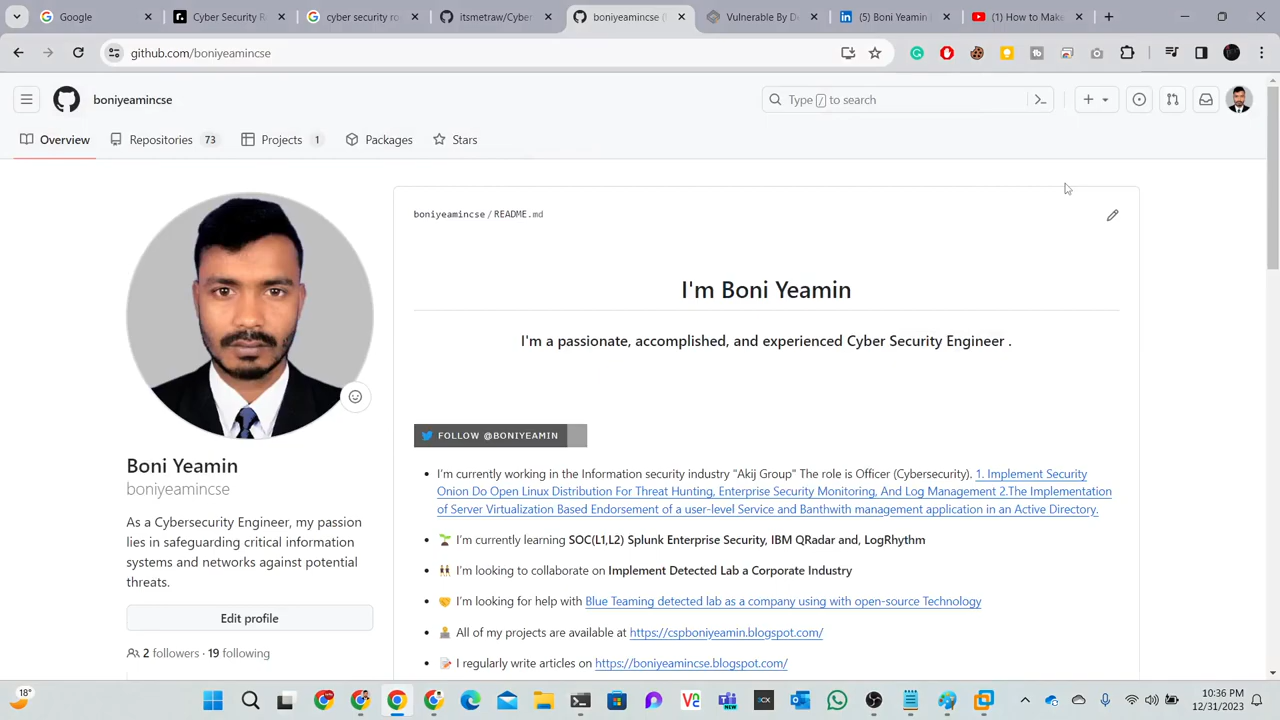 Google
Cyber Security R
cyber security ro
itsmetraw/Cyber
boniyeamincse (
Vulnerable By D
(5) Boni Yeamin
(1) How to Make
github.com/boniyeamincse
boniyeamincse
Type / to search
Overview
Repositories 73
Projects 1
Packages
Stars
boniyeamincse / README.md
I'm Boni Yeamin
I'm a passionate, accomplished, and experienced Cyber Security Engineer .
FOLLOW @BONIYEAMIN
I'm currently working in the Information security industry "Akij Group" The role is Officer (Cybersecurity). 1. Implement Security
Onion Do Open Linux Distribution For Threat Hunting, Enterprise Security Monitoring, And Log Management 2.The Implementation
of Server Virtualization Based Endorsement of a user-level Service and Banthwith management application in an Active Directory.
I'm currently learning SOC(L1,L2) Splunk Enterprise Security, IBM QRadar and, LogRhythm
I'm looking to collaborate on Implement Detected Lab a Corporate Industry
I'm looking for help with Blue Teaming detected lab as a company using with open-source Technology
All of my projects are available at https://cspboniyeamin.blogspot.com/
I regularly write articles on https://boniyeamincse.blogspot.com/
Boni Yeamin
boniyeamincse
As a Cybersecurity Engineer, my passion
lies in safeguarding critical information
systems and networks against potential
threats.
Edit profile
2 followers · 19 following
18°
10:36 PM
12/31/2023